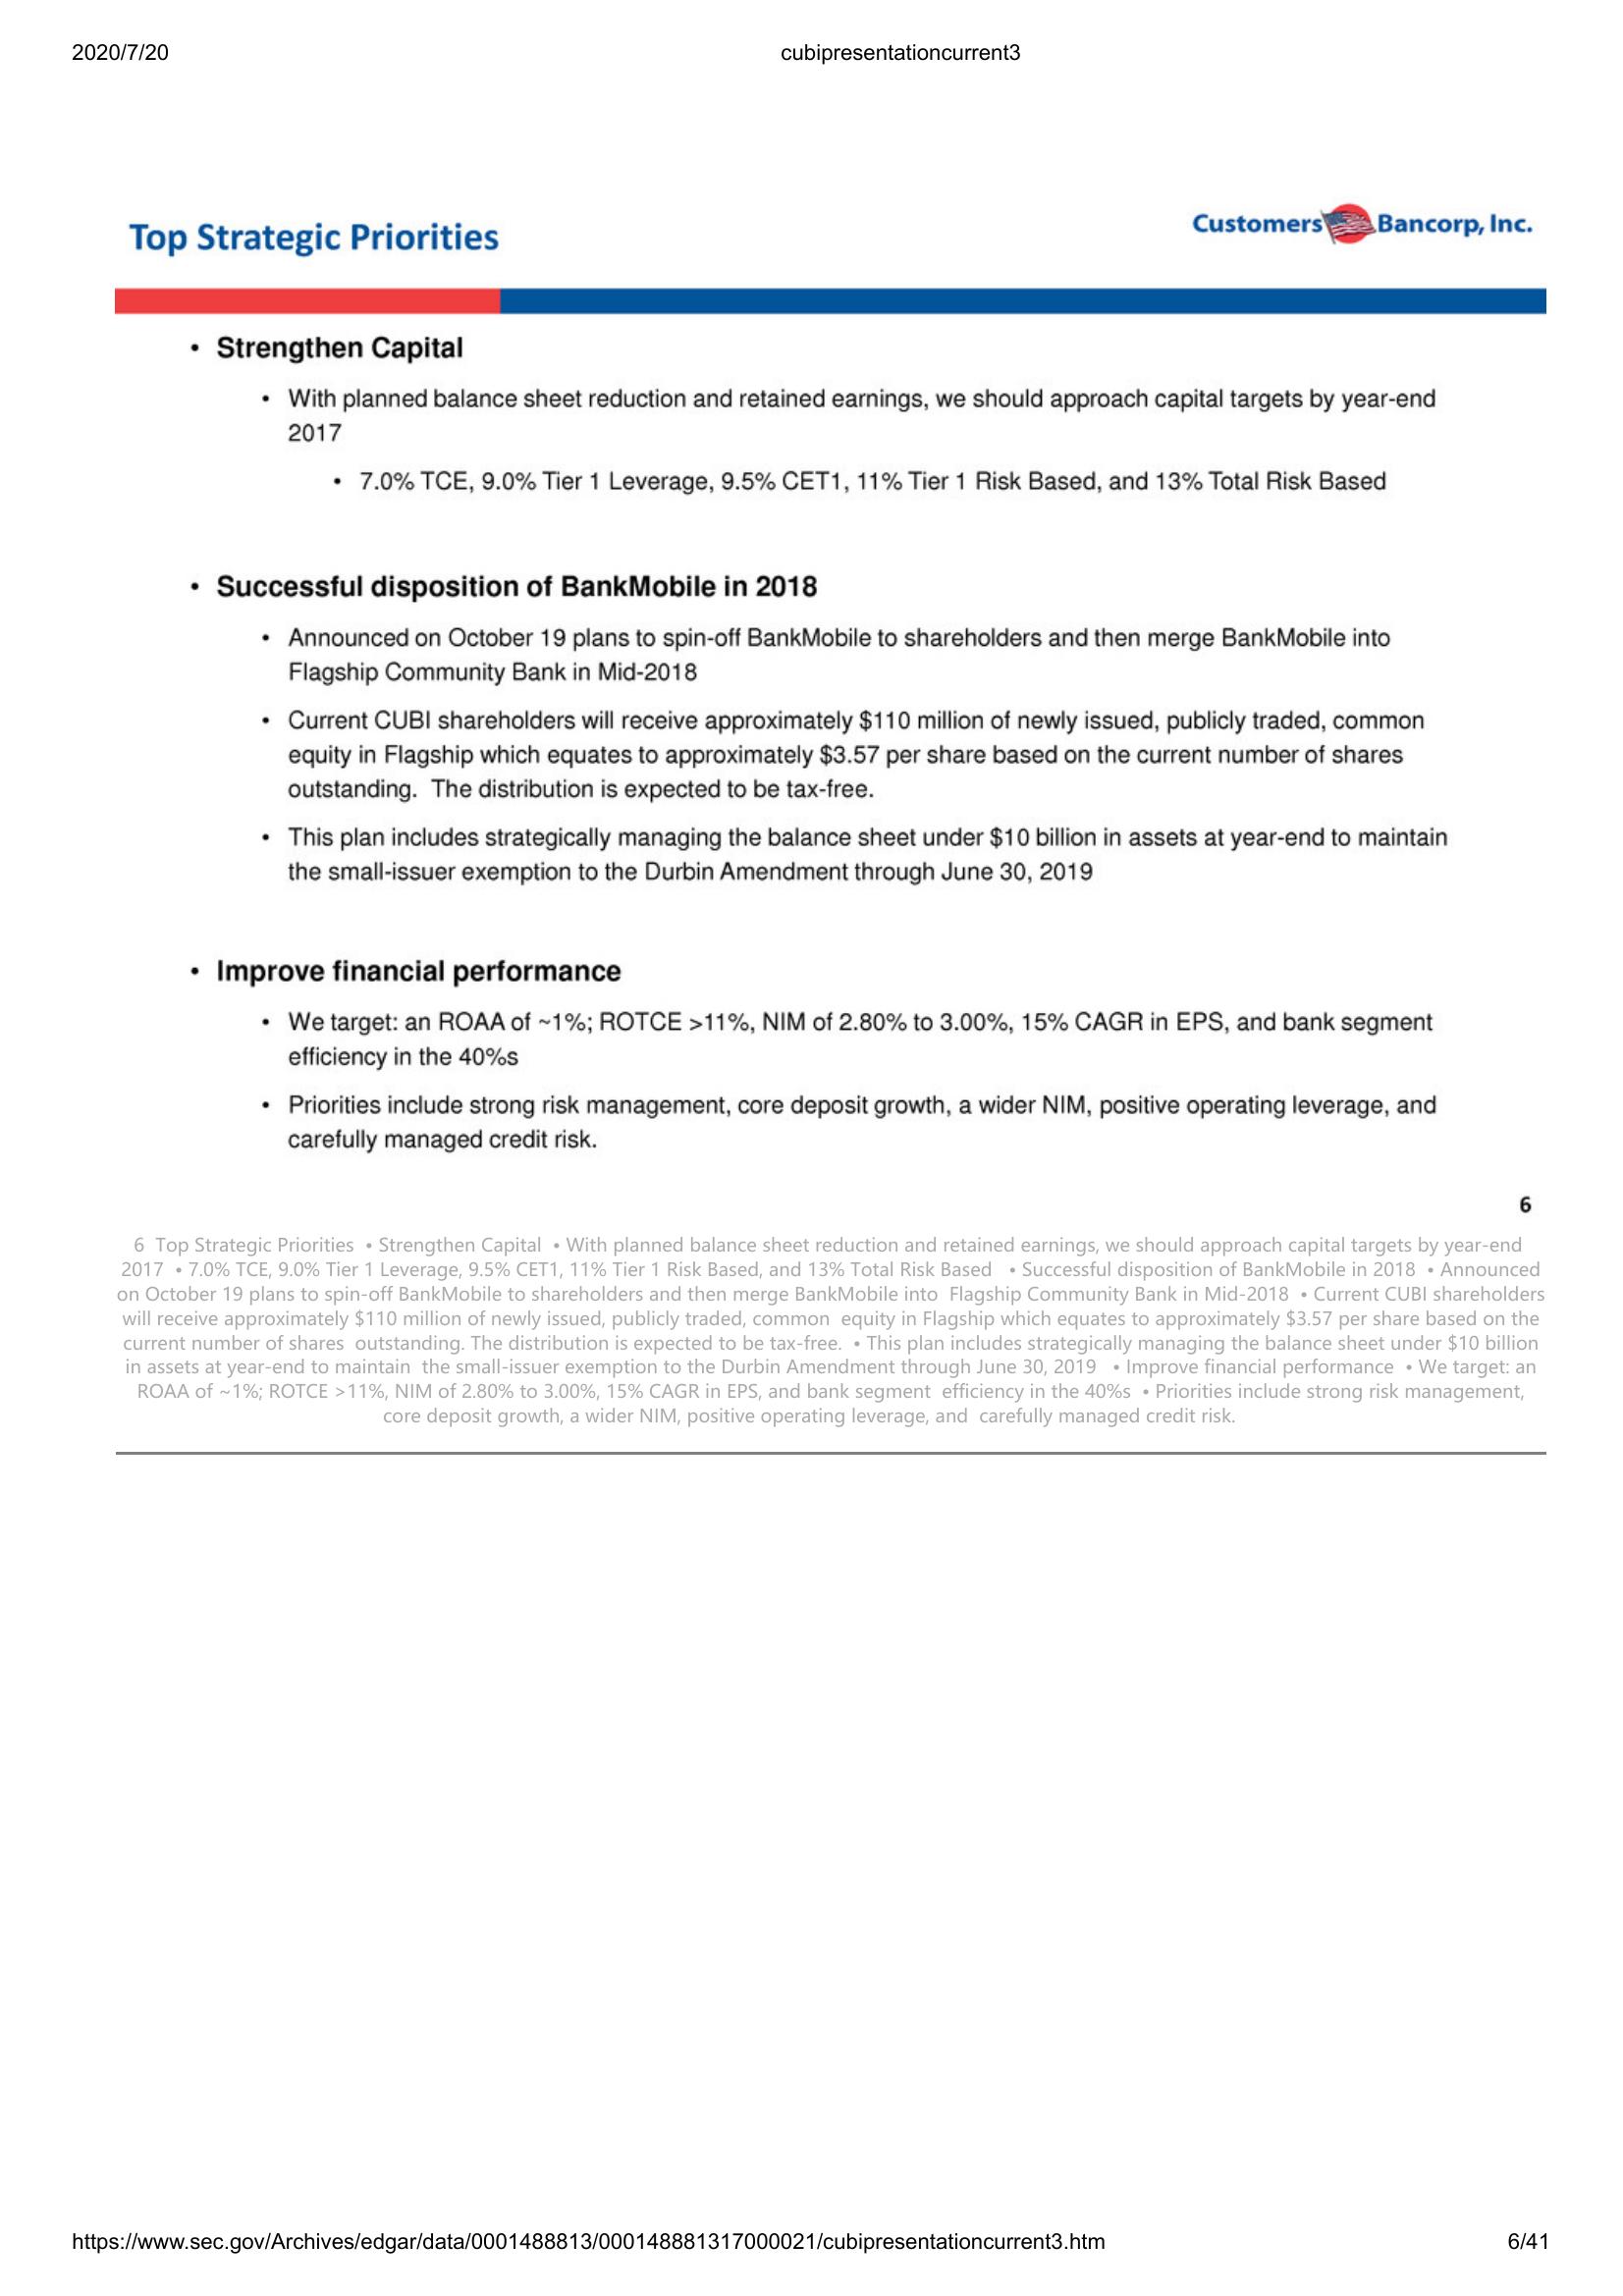 2020/7/20 cubipresentationcurrent3
Top Strategic Priorities
Customers Bancorp, Inc.
• Strengthen Capital
• With planned balance sheet reduction and retained earnings, we should approach capital targets by year-end
2017
• 7.0% TCE, 9.0% Tier 1 Leverage, 9.5% CET1, 11% Tier 1 Risk Based, and 13% Total Risk Based
• Successful disposition of BankMobile in 2018
• Announced on October 19 plans to spin-off BankMobile to shareholders and then merge BankMobile into
Flagship Community Bank in Mid-2018
• Current CUBI shareholders will receive approximately $110 million of newly issued, publicly traded, common
equity in Flagship which equates to approximately $3.57 per share based on the current number of shares
outstanding. The distribution is expected to be tax-free.
• This plan includes strategically managing the balance sheet under $10 billion in assets at year-end to maintain
the small-issuer exemption to the Durbin Amendment through June 30, 2019
• Improve financial performance
• We target: an ROAA of ~1%; ROTCE >11%, NIM of 2.80% to 3.00%, 15% CAGR in EPS, and bank segment
efficiency in the 40%s
• Priorities include strong risk management, core deposit growth, a wider NIM, positive operating leverage, and
carefully managed credit risk.
6
6 Top Strategic Priorities • Strengthen Capital • With planned balance sheet reduction and retained earnings, we should approach capital targets by year-end
2017 • 7.0% TCE, 9.0% Tier 1 Leverage, 9.5% CET1, 11% Tier 1 Risk Based, and 13% Total Risk Based • Successful disposition of BankMobile in 2018 • Announced
on October 19 plans to spin-off BankMobile to shareholders and then merge BankMobile into Flagship Community Bank in Mid-2018 • Current CUBI shareholders
will receive approximately $110 million of newly issued, publicly traded, common equity in Flagship which equates to approximately $3.57 per share based on the
current number of shares outstanding. The distribution is expected to be tax-free. • This plan includes strategically managing the balance sheet under $10 billion
in assets at year-end to maintain the small-issuer exemption to the Durbin Amendment through June 30, 2019 • Improve financial performance • We target: an
ROAA of ~1%; ROTCE >11%, NIM of 2.80% to 3.00%, 15% CAGR in EPS, and bank segment efficiency in the 40%s • Priorities include strong risk management,
core deposit growth, a wider NIM, positive operating leverage, and carefully managed credit risk.
https://www.sec.gov/Archives/edgar/data/0001488813/000148881317000021/cubipresentationcurrent3.htm 6/41